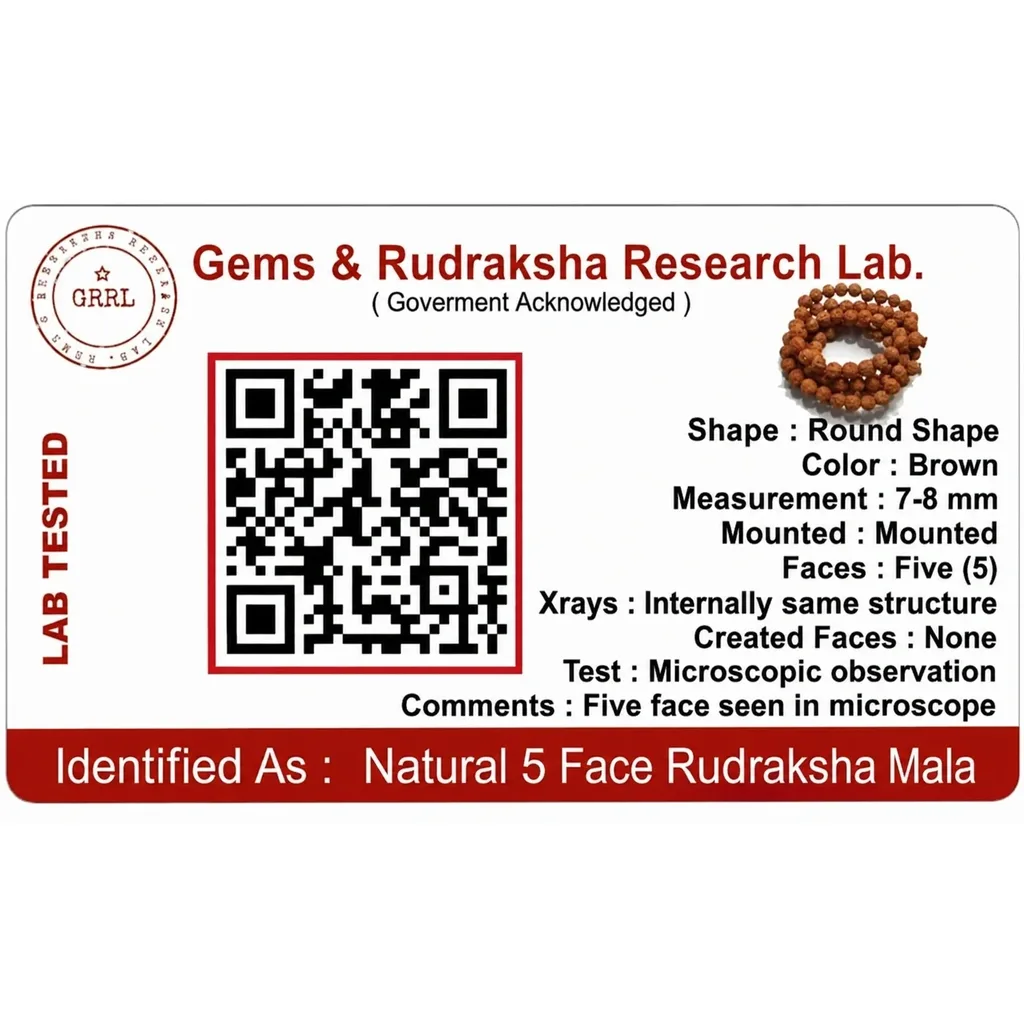 GRRL
Gems & Rudraksha Research Lab.
( Goverment Acknowledged )
LAB TESTED
Shape : Round Shape
Color : Brown
Measurement : 7-8 mm
Mounted : Mounted
Faces : Five (5)
Xrays : Internally same structure
Created Faces : None
Test : Microscopic observation
Comments : Five face seen in microscope
Identified As : Natural 5 Face Rudraksha Mala